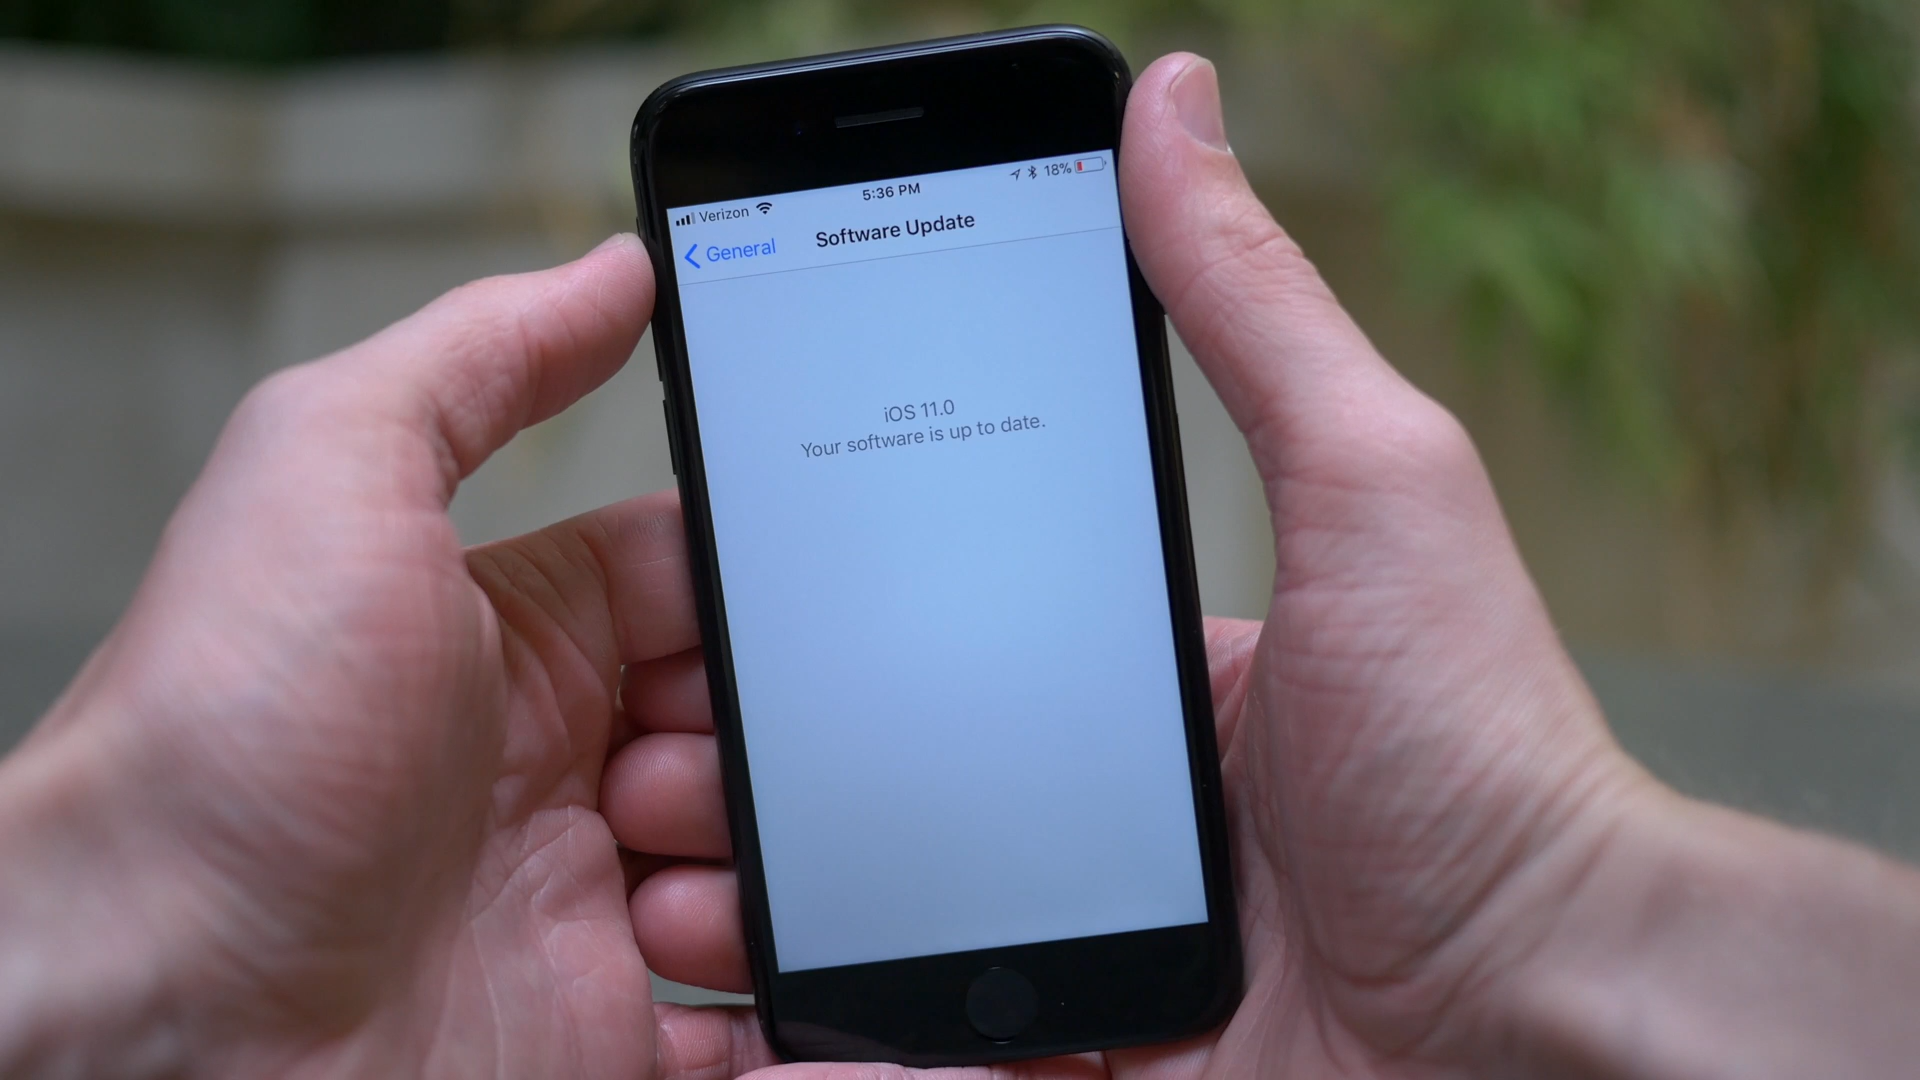 Verizon 5:36 PM 18%
General Software Update
iOS 11.0
Your software is up to date.